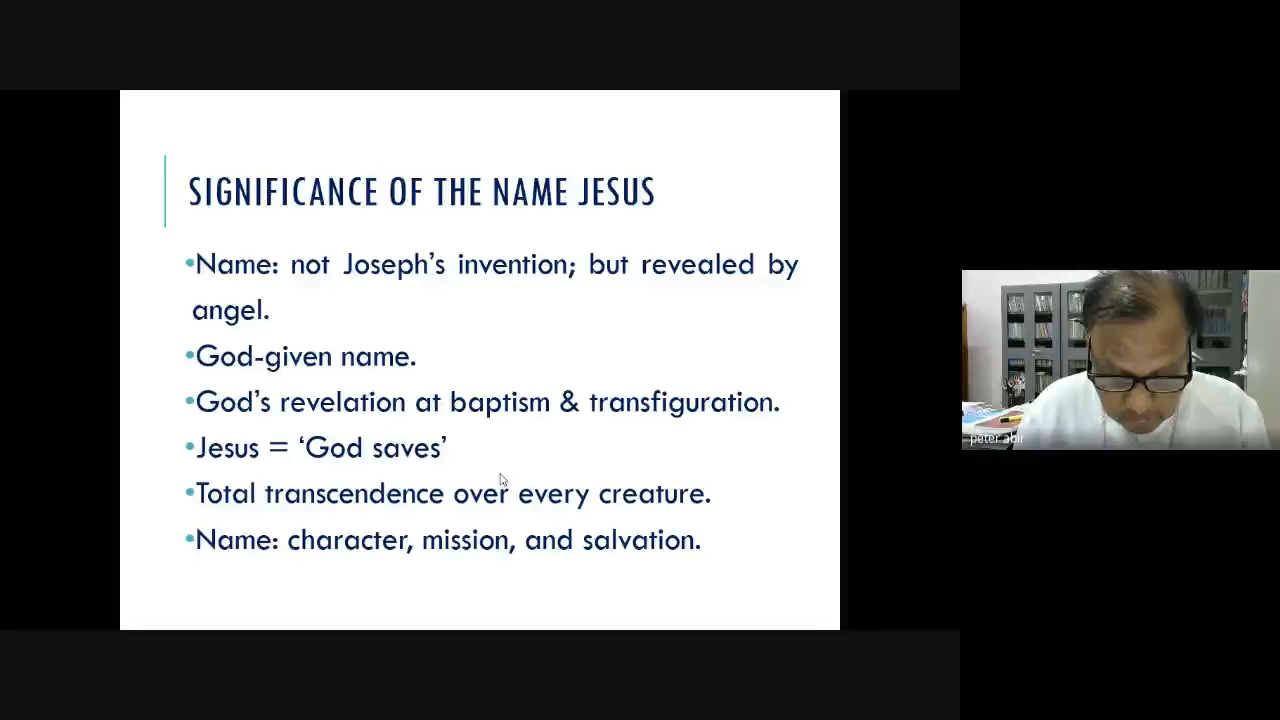 SIGNIFICANCE OF THE NAME JESUS
•Name: not Joseph's invention; but revealed by
angel.
•God-given name.
•God's revelation at baptism & transfiguration.
•Jesus = ‘God saves’
•Total transcendence over every creature.
•Name: character, mission, and salvation.
peter abir